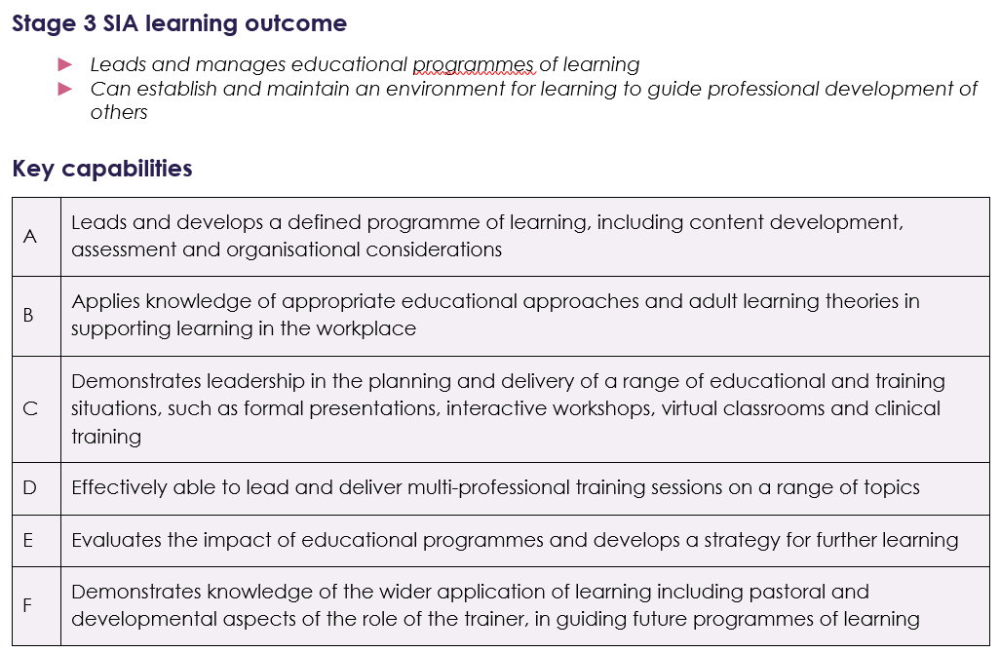 Stage 3 SIA learning outcome
Leads and manages educational programmes of learning
Can establish and maintain an environment for learning to guide professional development of
others
Key capabilities
A
Leads and develops a defined programme of learning, including content development,
assessment and organisational considerations
B
Applies knowledge of appropriate educational approaches and adult learning theories in
supporting learning in the workplace
C
Demonstrates leadership in the planning and delivery of a range of educational and training
situations, such as formal presentations, interactive workshops, virtual classrooms and clinical
training
D
Effectively able to lead and deliver multi-professional training sessions on a range of topics
E
Evaluates the impact of educational programmes and develops a strategy for further learning
F
Demonstrates knowledge of the wider application of learning including pastoral and
developmental aspects of the role of the trainer, in guiding future programmes of learning